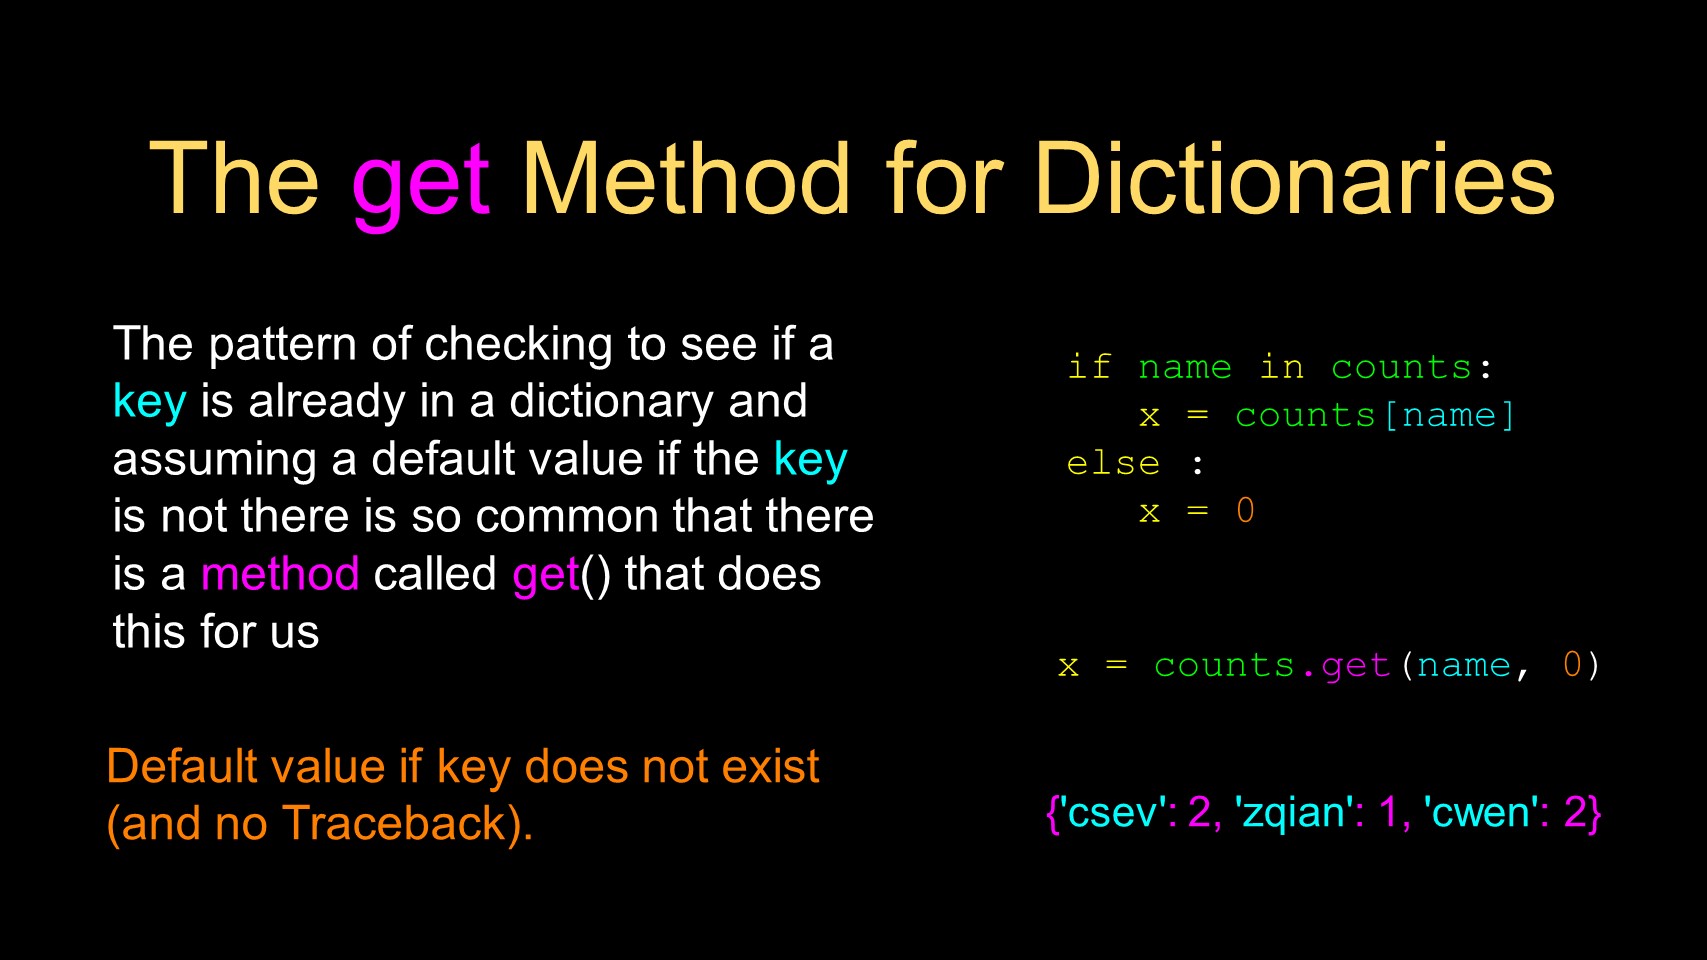 The get Method for Dictionaries
The pattern of checking to see if a
key is already in a dictionary and
assuming a default value if the key
is not there is so common that there
is a method called get() that does
this for us
Default value if key does not exist
(and no Traceback).
if name in counts:
   x = counts[name]
else :
   x = 0
x = counts.get(name, 0)
{'csev': 2, 'zqian': 1, 'cwen': 2}